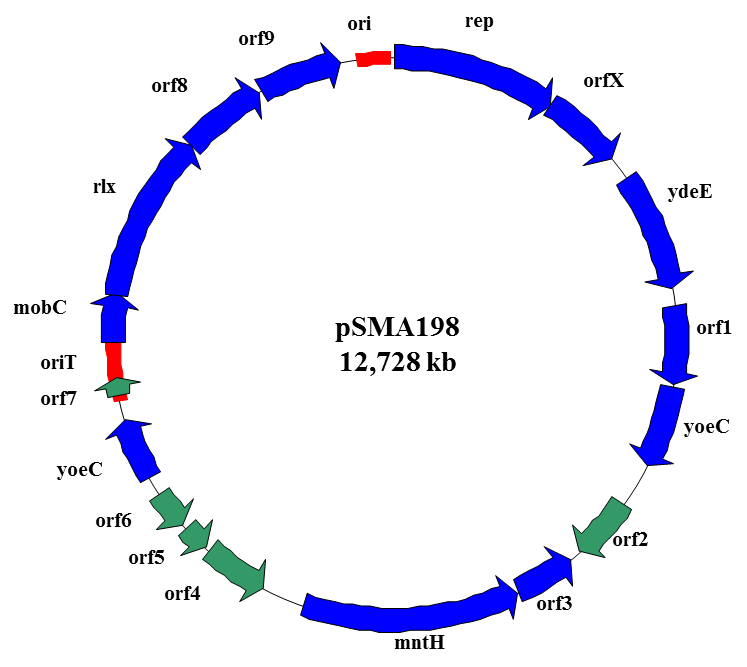 ori
rep
orfX
ydeE
orf1
yoeC
orf2
orf3
mntH
orf4
orf5
orf6
yoeC
orf7
oriT
mobC
rlx
orf8
orf9
pSMA198
12,728 kb